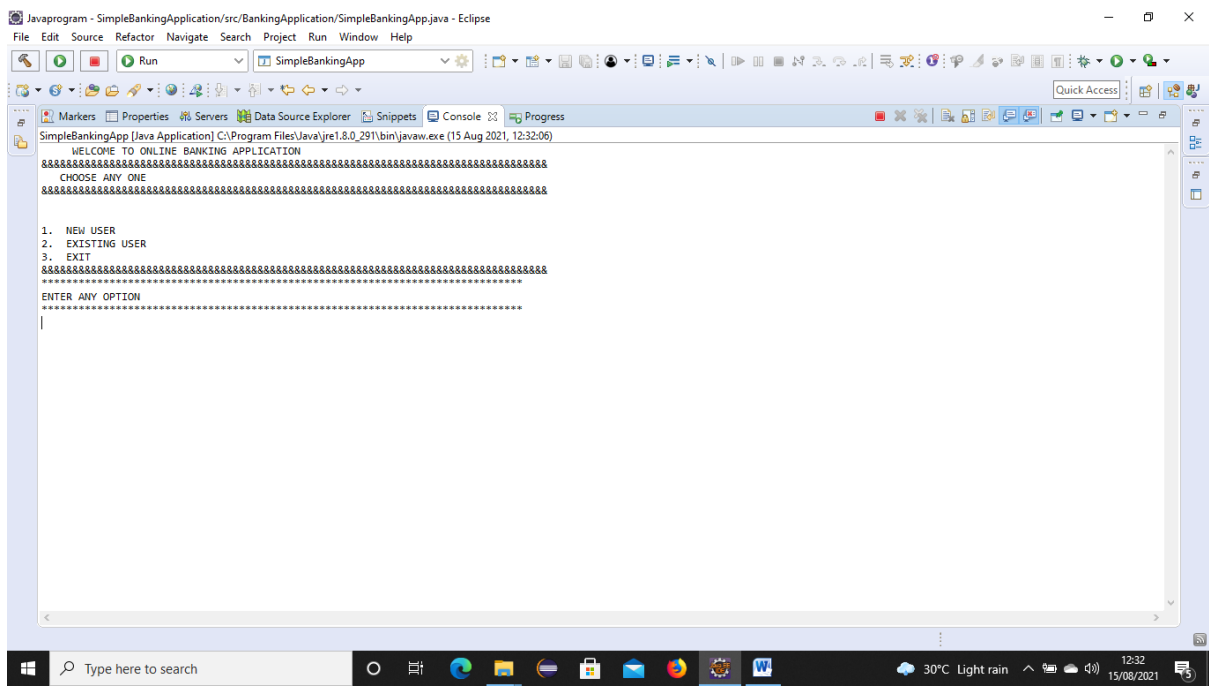 Javaprogram - SimpleBankingApplication/src/BankingApplication/SimpleBankingApp.java - Eclipse
File Edit Source Refactor Navigate Search Project Run Window Help
Run SimpleBankingApp
Quick Access
Markers Properties Servers Data Source Explorer Snippets Console Progress
SimpleBankingApp [Java Application] C:\Program Files\Java\jre1.8.0_291\bin\javaw.exe (15 Aug 2021, 12:32:06)
WELCOME TO ONLINE BANKING APPLICATION
&&&&&&&&&&&&&&&&&&&&&&&&&&&&&&&&&&&&&&&&&&&&&&&&&&&&&&&&&&&&&&&&&&&&&&&&&&&&&&&&&&
CHOOSE ANY ONE
&&&&&&&&&&&&&&&&&&&&&&&&&&&&&&&&&&&&&&&&&&&&&&&&&&&&&&&&&&&&&&&&&&&&&&&&&&&&&&&&&&
1. NEW USER
2. EXISTING USER
3. EXIT
&&&&&&&&&&&&&&&&&&&&&&&&&&&&&&&&&&&&&&&&&&&&&&&&&&&&&&&&&&&&&&&&&&&&&&&&&&&&&&&&&&
******************************************************************************
ENTER ANY OPTION
******************************************************************************
Type here to search
30°C Light rain
12:32
15/08/2021
5